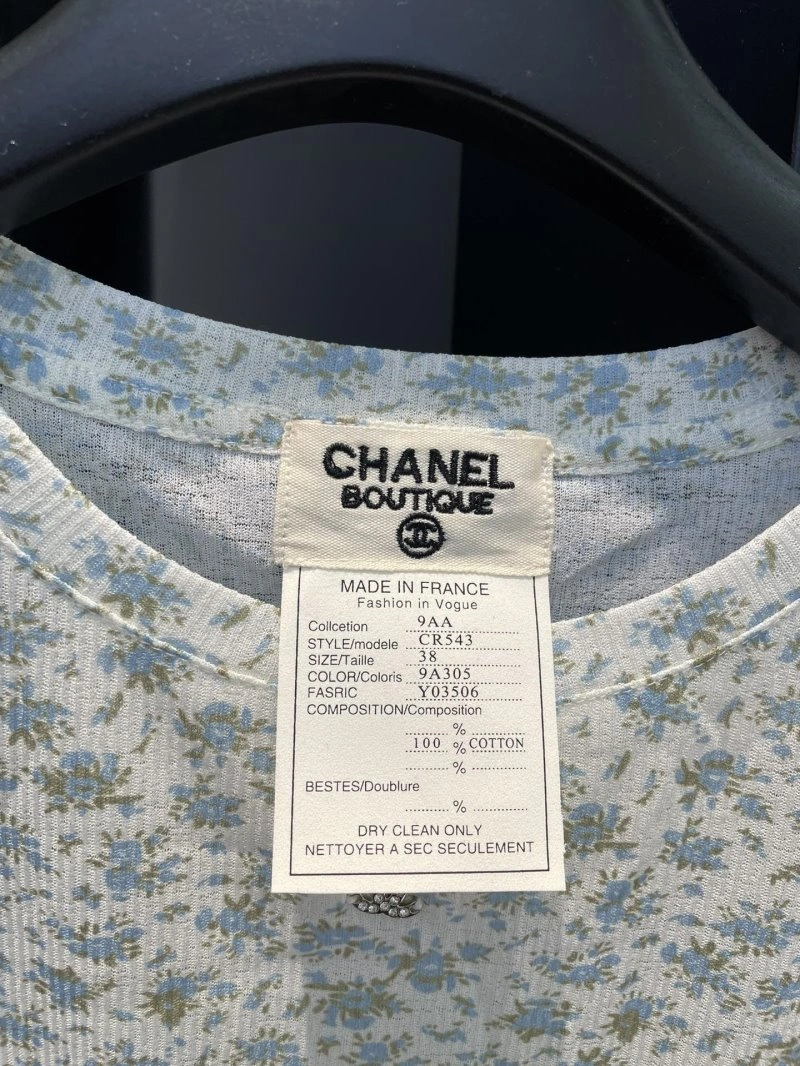 CHANEL
BOUTIQUE
MADE IN FRANCE
Fashion in Vogue
Collcetion 9AA
STYLE/modele CR543
SIZE/Taille 38
COLOR/Coloris 9A305
FASRIC Y03506
COMPOSITION/Composition
%
100 % COTTON
%
BESTES/Doublure
%
DRY CLEAN ONLY
NETTOYER A SEC SECULEMENT